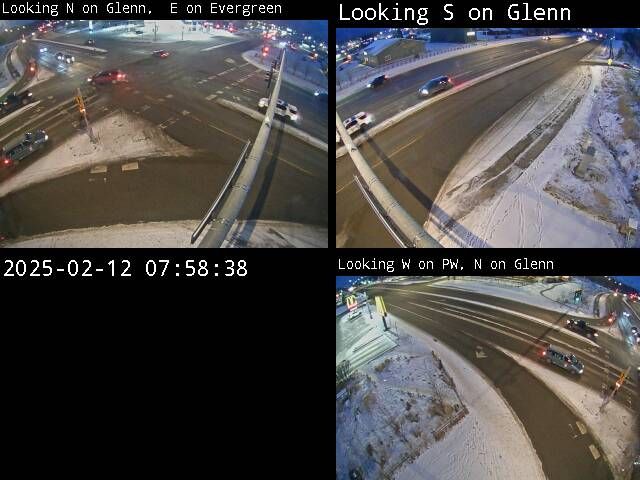 Looking N on Glenn,  E on Evergreen
Looking S on Glenn
2025-02-12 07:58:38
Looking W on PW, N on Glenn